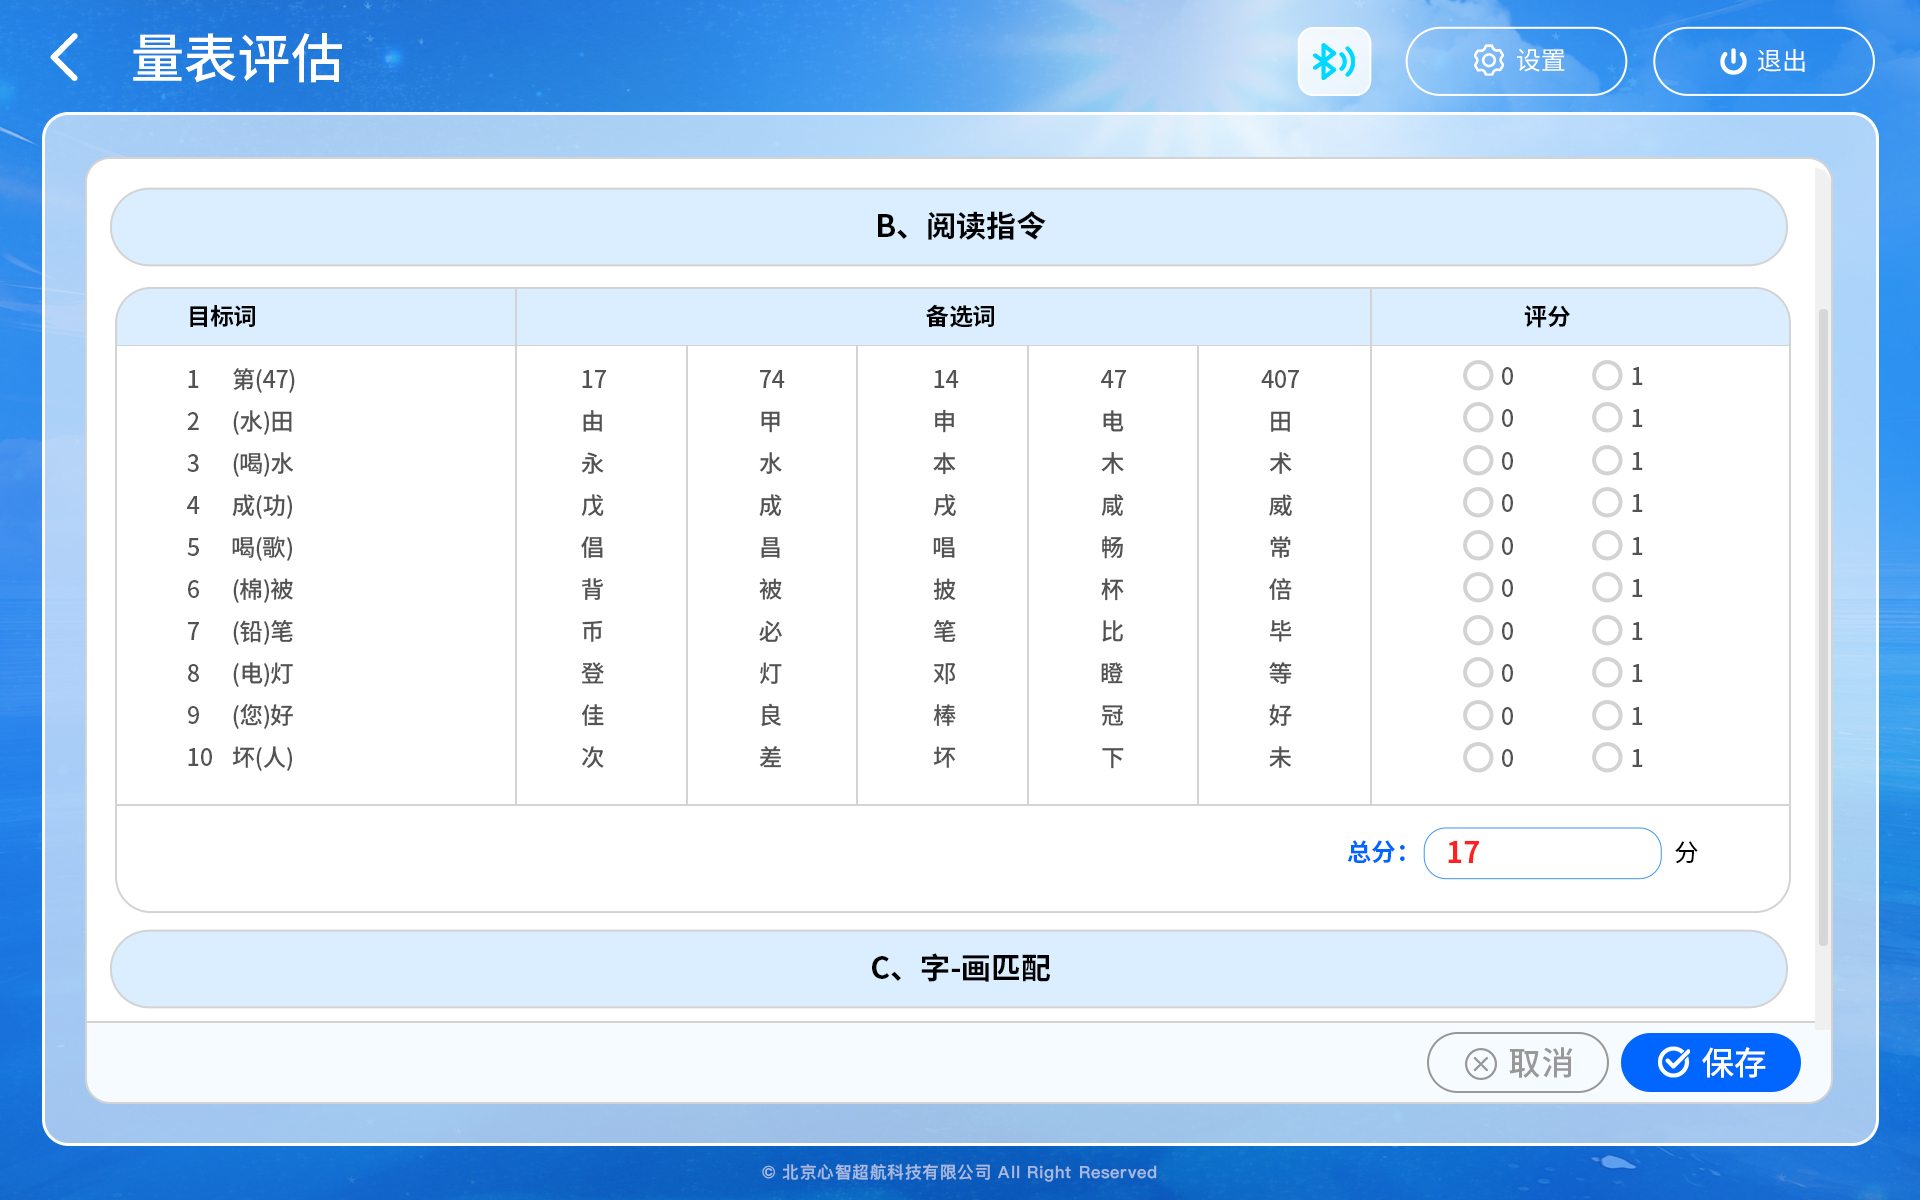 量表评估
设置
退出
B、阅读指令
目标词 备选词 评分
1 第(47) 17 74 14 47 407 0 1
2 (水)田 由 甲 申 电 田 0 1
3 (喝)水 永 水 本 木 术 0 1
4 成(功) 戊 成 戌 咸 威 0 1
5 喝(歌) 倡 昌 唱 畅 常 0 1
6 (棉)被 背 被 披 杯 倍 0 1
7 (铅)笔 币 必 笔 比 毕 0 1
8 (电)灯 登 灯 邓 瞪 等 0 1
9 (您)好 佳 良 棒 冠 好 0 1
10 坏(人) 次 差 坏 下 未 0 1
总分： 17 分
C、字-画匹配
取消
保存
© 北京心智超航科技有限公司 All Right Reserved